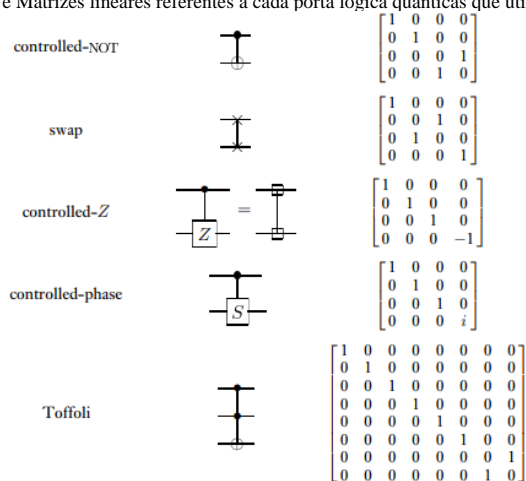 e Matrizes lineares referentes a cada porta lógica quânticas que uti
controlled-NOT
1 0 0 0
0 1 0 0
0 0 0 1
0 0 1 0
swap
1 0 0 0
0 0 1 0
0 1 0 0
0 0 0 1
controlled-Z
Z
=
1 0 0 0
0 1 0 0
0 0 1 0
0 0 0 −1
controlled-phase
S
1 0 0 0
0 1 0 0
0 0 1 0
0 0 0 i
Toffoli
1 0 0 0 0 0 0 0
0 1 0 0 0 0 0 0
0 0 1 0 0 0 0 0
0 0 0 1 0 0 0 0
0 0 0 0 1 0 0 0
0 0 0 0 0 1 0 0
0 0 0 0 0 0 0 1
0 0 0 0 0 0 1 0